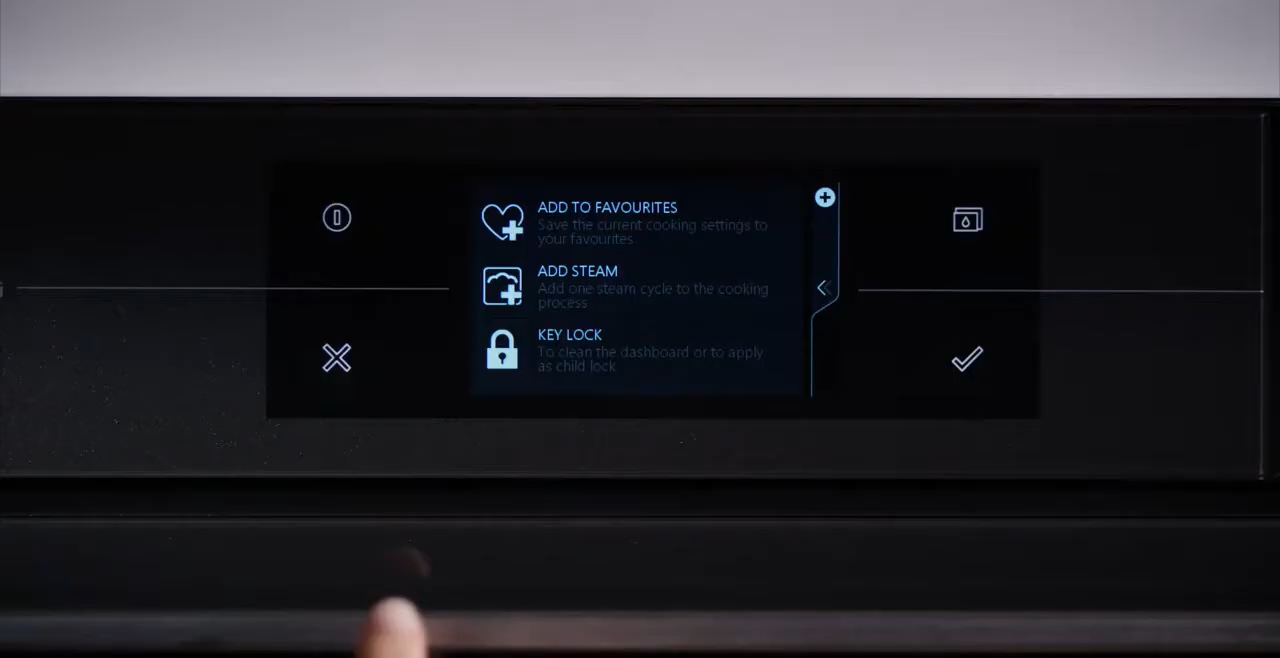 ADD TO FAVOURITES
Save the current cooking settings to
your favourites
ADD STEAM
Add one steam cycle to the cooking
process
KEY LOCK
To clean the dashboard or to apply
as child lock